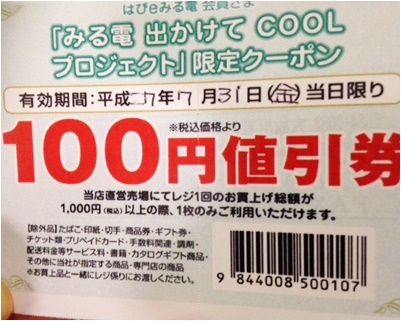 はぴeみる電 会員さま
「みる電 出かけて COOL
プロジェクト」限定クーポン
有効期間:平成27年7月31日(金)当日限り
※税込価格より
100円値引券
当店直営売場にてレジ1回のお買上げ総額が
1,000円(税込)以上の際、1枚のみご利用いただけます。
【除外品】たばこ・印紙・切手・商品券・ギフト券・
チケット類・プリペイドカード・手数料関連・調剤・
配送料金等サービス料・書籍・カタログギフト商品・
その他に当社が指定する商品・専門店の商品
※お買上品と一緒にレジ係りにお渡しください。
9 844008 500107